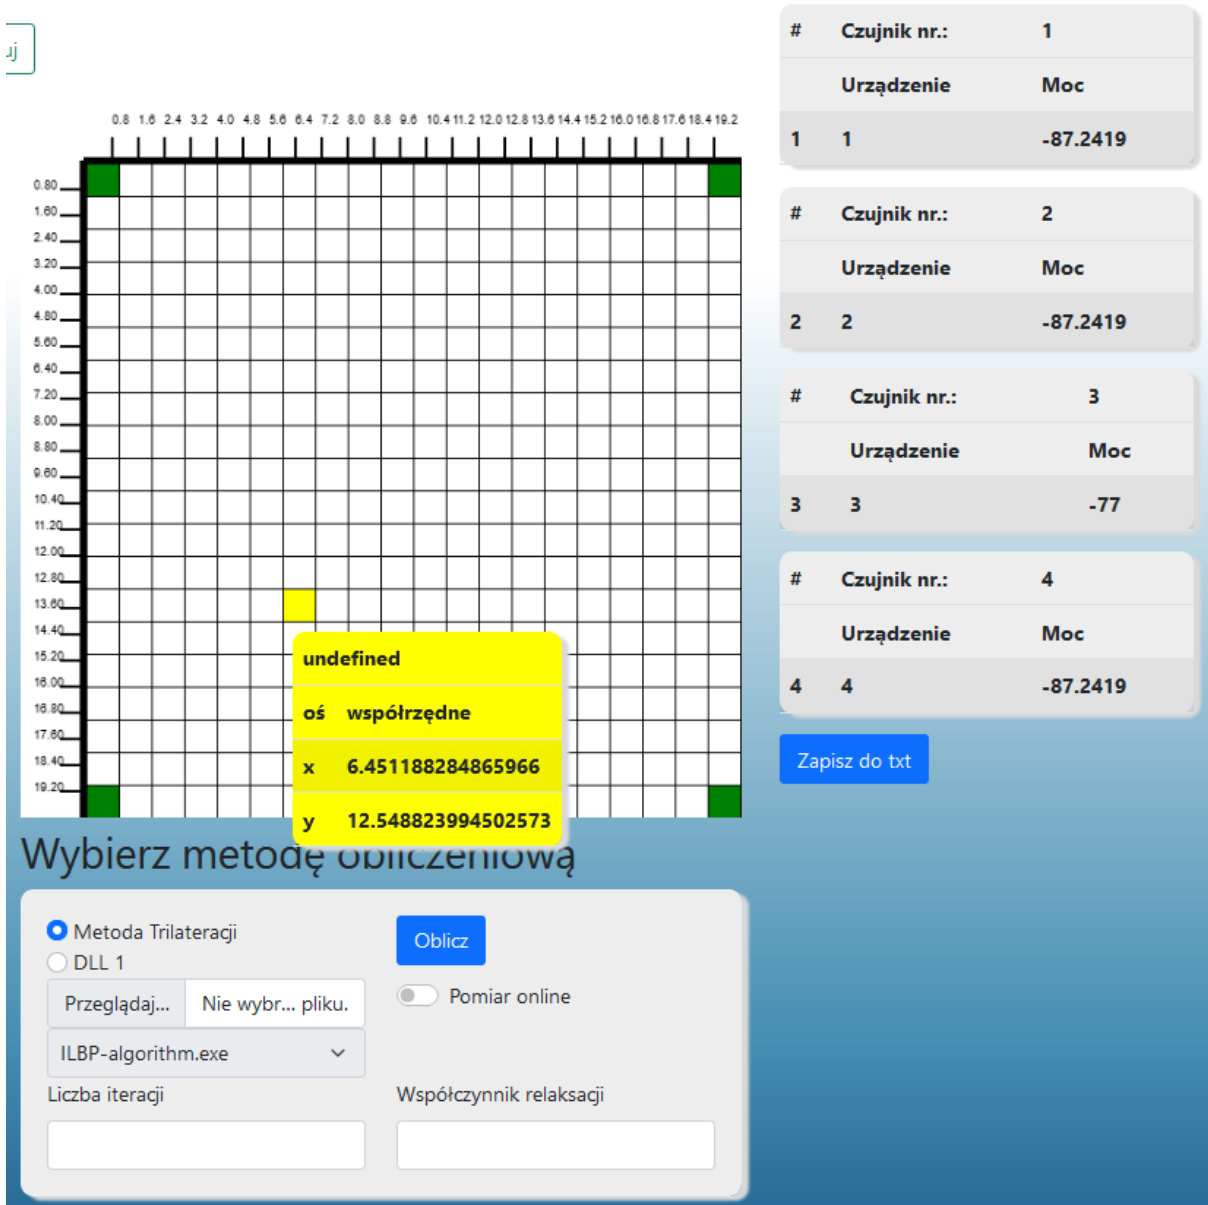 uj
0.8 1.6 2.4 3.2 4.0 4.8 5.6 6.4 7.2 8.0 8.8 9.6 10.4 11.2 12.0 12.8 13.6 14.4 15.2 16.0 16.8 17.6 18.4 19.2
0.80
1.60
2.40
3.20
4.00
4.80
5.60
6.40
7.20
8.00
8.80
9.60
10.40
11.20
12.00
12.80
13.60
14.40
15.20
16.00
16.80
17.60
18.40
19.20
undefined
oś współrzędne
x 6.451188284865966
y 12.548823994502573
# Czujnik nr.: 1
Urządzenie Moc
1 1 -87.2419
# Czujnik nr.: 2
Urządzenie Moc
2 2 -87.2419
# Czujnik nr.: 3
Urządzenie Moc
3 3 -77
# Czujnik nr.: 4
Urządzenie Moc
4 4 -87.2419
Zapisz do txt
Wybierz metodę obliczeniową
Metoda Trilateracji
DLL 1
Przeglądaj... Nie wybr... pliku.
ILBP-algorithm.exe
Liczba iteracji
Oblicz
Pomiar online
Współczynnik relaksacji